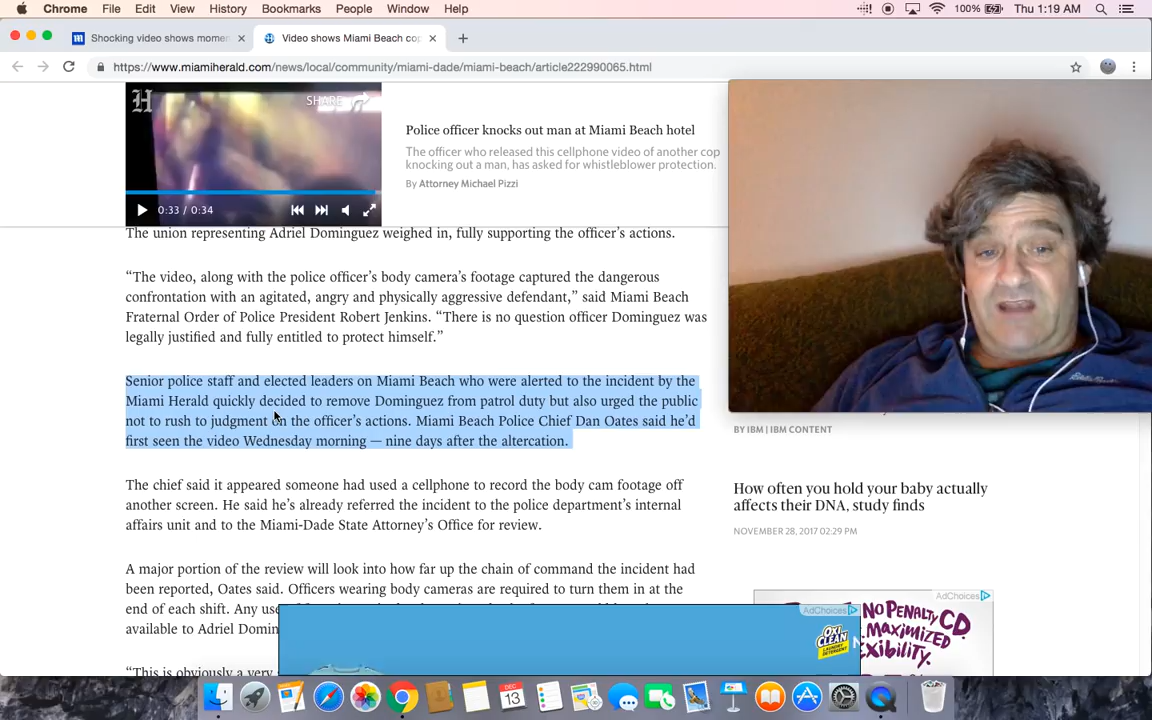 Chrome File Edit View History Bookmarks People Window Help 100% Thu 1:19 AM
Shocking video shows momen Video shows Miami Beach cop
https://www.miamiherald.com/news/local/community/miami-dade/miami-beach/article222990065.html
SHARE
0:33 / 0:34
Police officer knocks out man at Miami Beach hotel
The officer who released this cellphone video of another cop
knocking out a man, has asked for whistleblower protection.
By Attorney Michael Pizzi
The union representing Adriel Dominguez weighed in, fully supporting the officer's actions.
“The video, along with the police officer's body camera's footage captured the dangerous
confrontation with an agitated, angry and physically aggressive defendant,” said Miami Beach
Fraternal Order of Police President Robert Jenkins. “There is no question officer Dominguez was
legally justified and fully entitled to protect himself.”
Senior police staff and elected leaders on Miami Beach who were alerted to the incident by the
Miami Herald quickly decided to remove Dominguez from patrol duty but also urged the public
not to rush to judgment on the officer's actions. Miami Beach Police Chief Dan Oates said he'd
first seen the video Wednesday morning — nine days after the altercation.
The chief said it appeared someone had used a cellphone to record the body cam footage off
another screen. He said he's already referred the incident to the police department's internal
affairs unit and to the Miami-Dade State Attorney's Office for review.
A major portion of the review will look into how far up the chain of command the incident had
been reported, Oates said. Officers wearing body cameras are required to turn them in at the
end of each shift. Any use
available to Adriel Domin
“This is obviously a very
BY IBM | IBM CONTENT
How often you hold your baby actually
affects their DNA, study finds
NOVEMBER 28, 2017 02:29 PM
AdChoices
NO PENALTY CD
MAXIMIZED
AdChoices
OXI
CLEAN
DEC
13